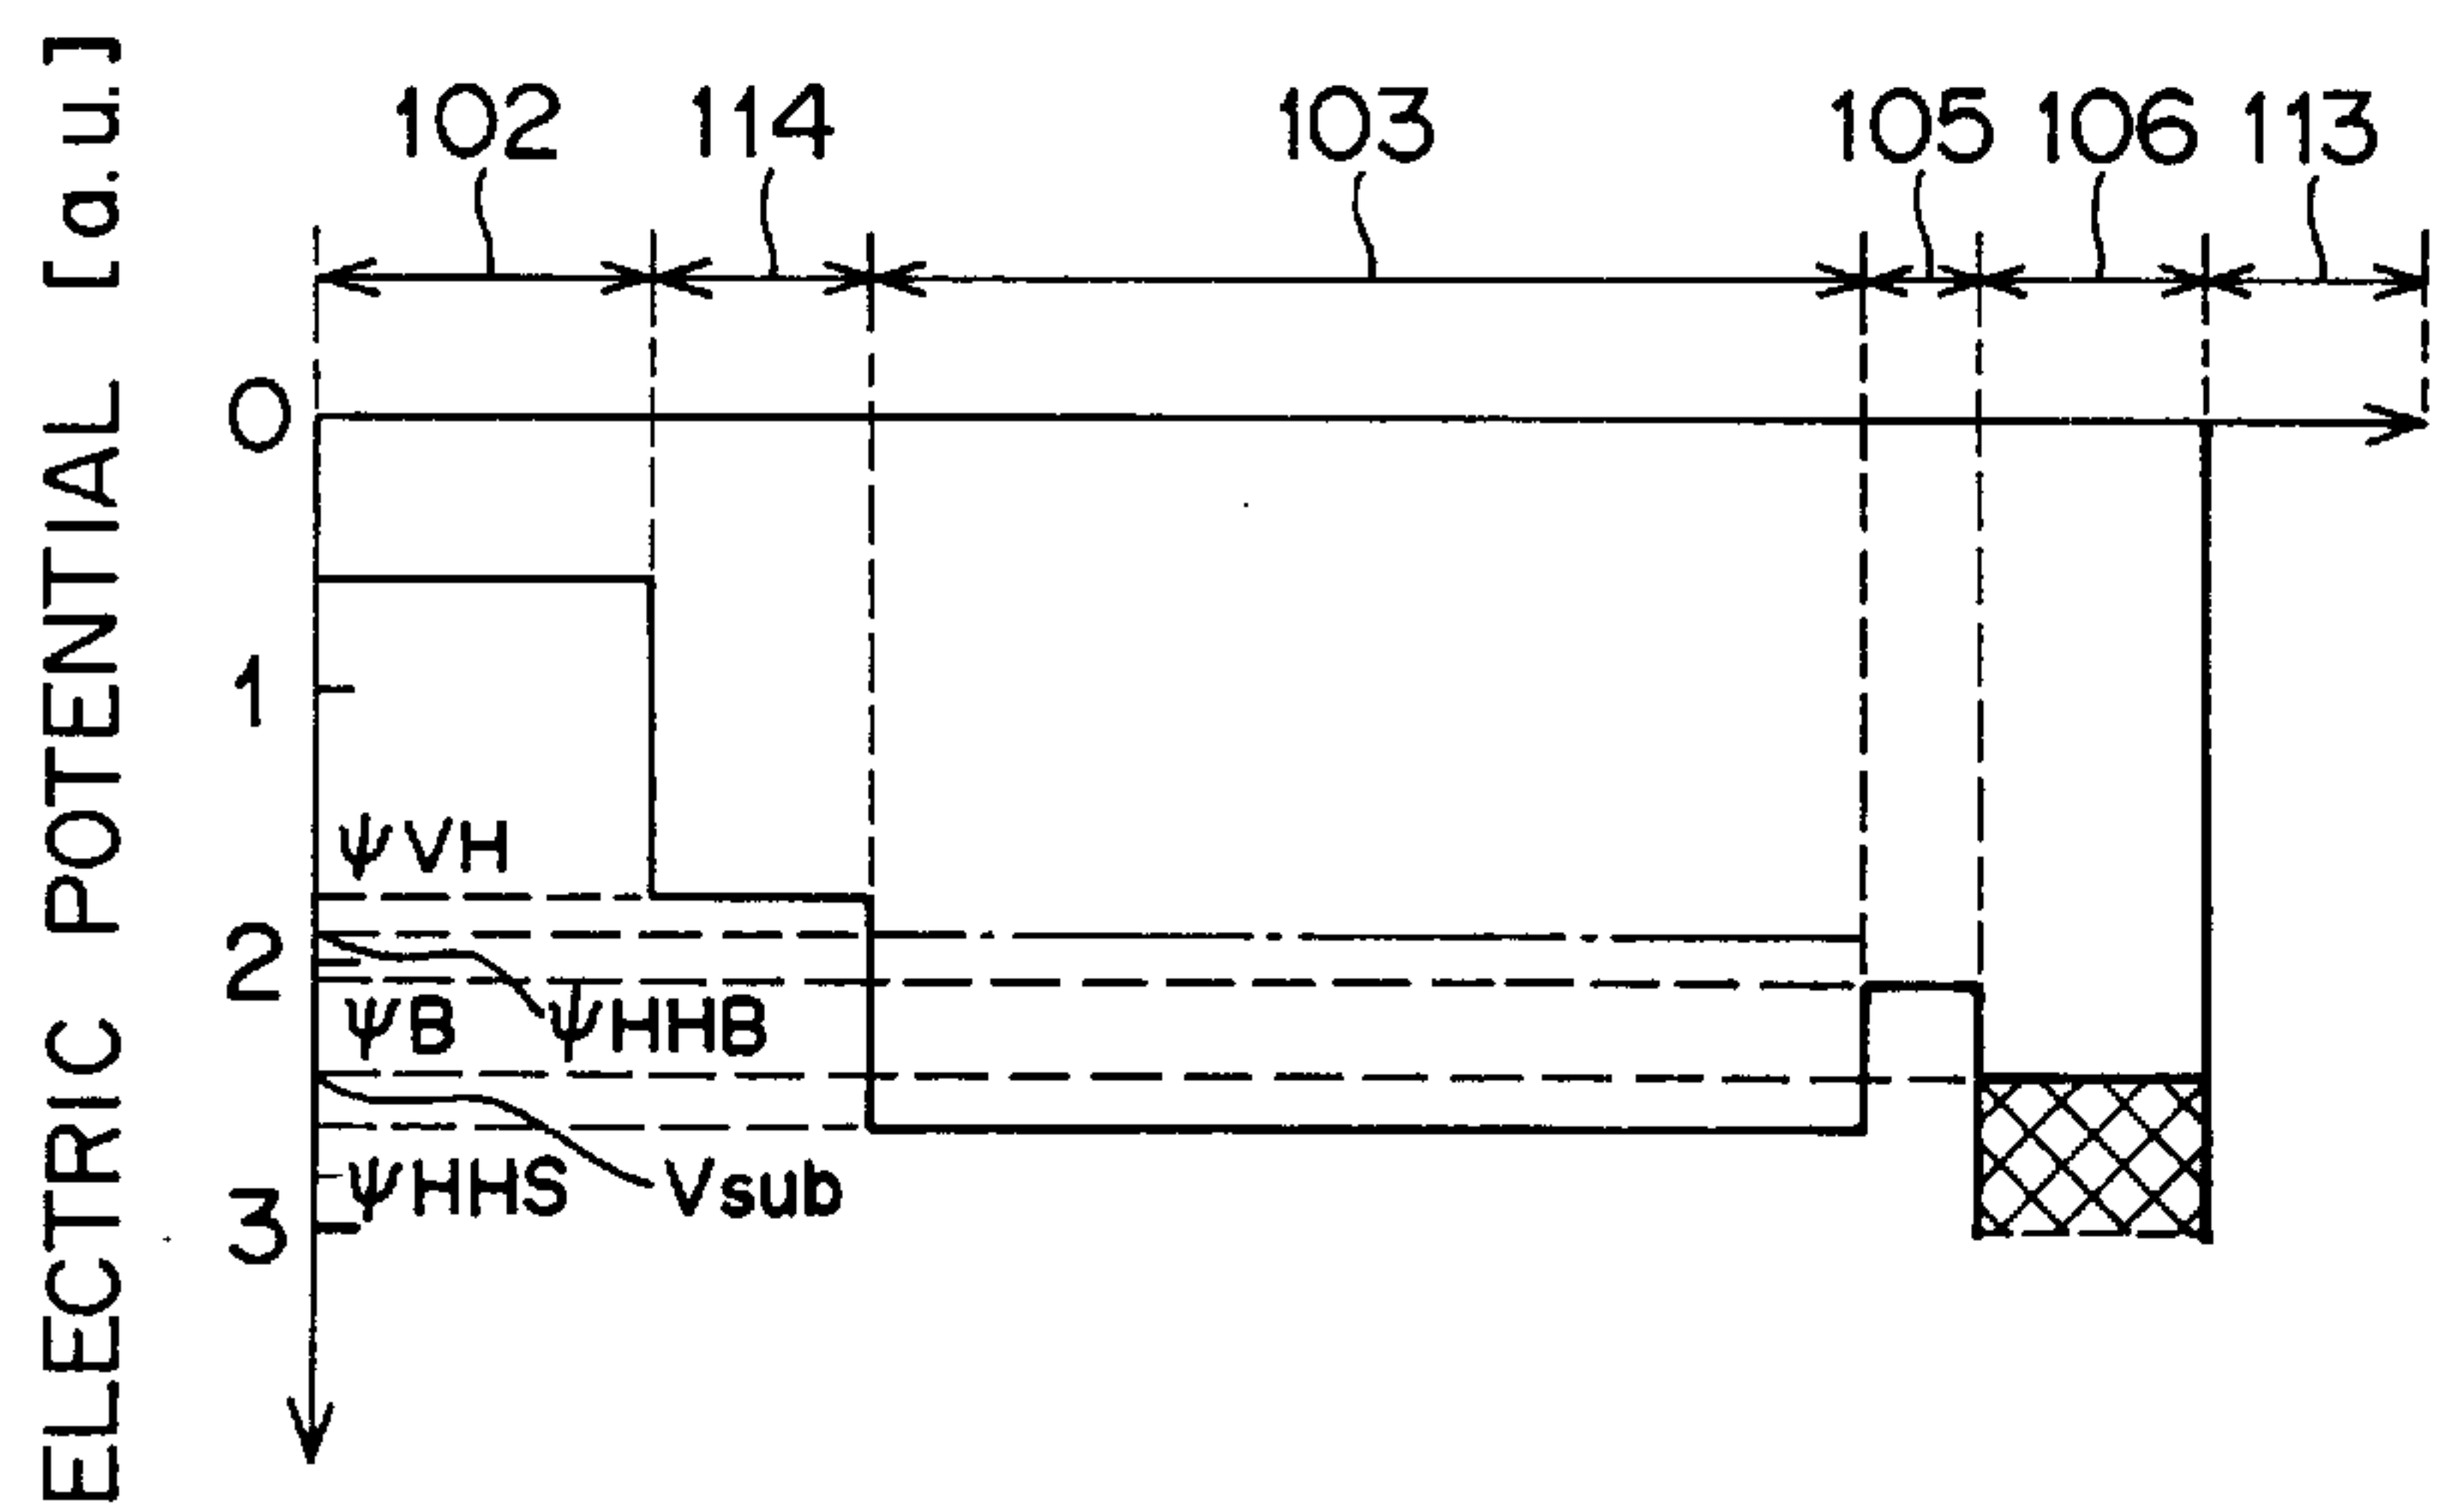 ELECTRIC POTENTIAL [a.u.]
102 114 103 105 106 113
0
1
ψVH
2
ψB ψHHB
ψHHS Vsub
3